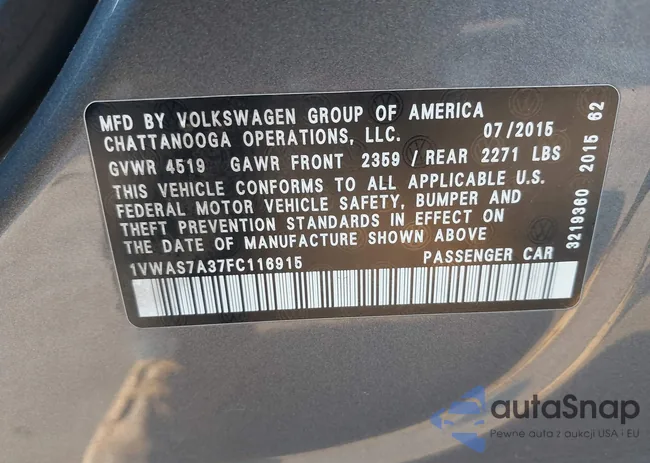 MFD BY VOLKSWAGEN GROUP OF AMERICA
CHATTANOOGA OPERATIONS, LLC. 07/2015
GVWR 4519 GAWR FRONT 2359 / REAR 2271 LBS
THIS VEHICLE CONFORMS TO ALL APPLICABLE U.S.
FEDERAL MOTOR VEHICLE SAFETY, BUMPER AND
THEFT PREVENTION STANDARDS IN EFFECT ON
THE DATE OF MANUFACTURE SHOWN ABOVE
1VWAS7A37FC116915 PASSENGER CAR
3219360 2015 62
autaSnap
Pewne auta z aukcji USA i EU